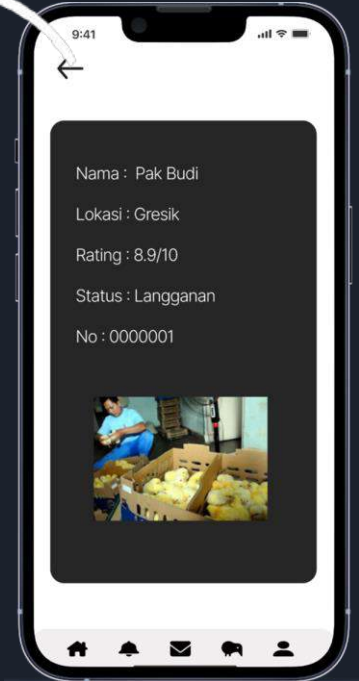 9:41
Nama : Pak Budi
Lokasi : Gresik
Rating : 8.9/10
Status : Langganan
No : 0000001